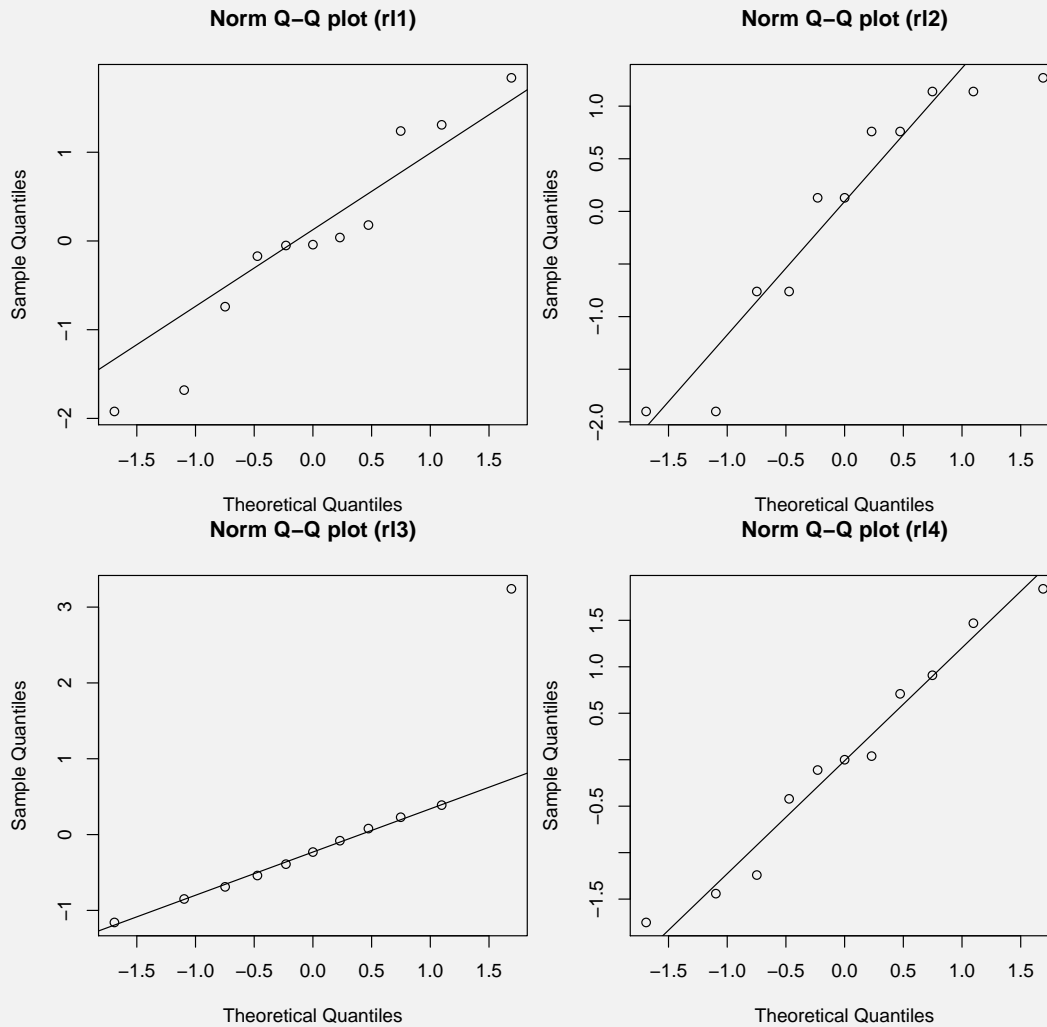 Norm Q−Q plot (rl1)
Sample Quantiles
1
0
−1
−2
−1.5 −1.0 −0.5 0.0 0.5 1.0 1.5
Theoretical Quantiles
Norm Q−Q plot (rl2)
Sample Quantiles
1.0
0.5
0.0
−1.0
−2.0
−1.5 −1.0 −0.5 0.0 0.5 1.0 1.5
Theoretical Quantiles
Norm Q−Q plot (rl3)
Sample Quantiles
3
2
1
0
−1
−1.5 −1.0 −0.5 0.0 0.5 1.0 1.5
Theoretical Quantiles
Norm Q−Q plot (rl4)
Sample Quantiles
1.5
1.0
0.5
−0.5
−1.5
−1.5 −1.0 −0.5 0.0 0.5 1.0 1.5
Theoretical Quantiles